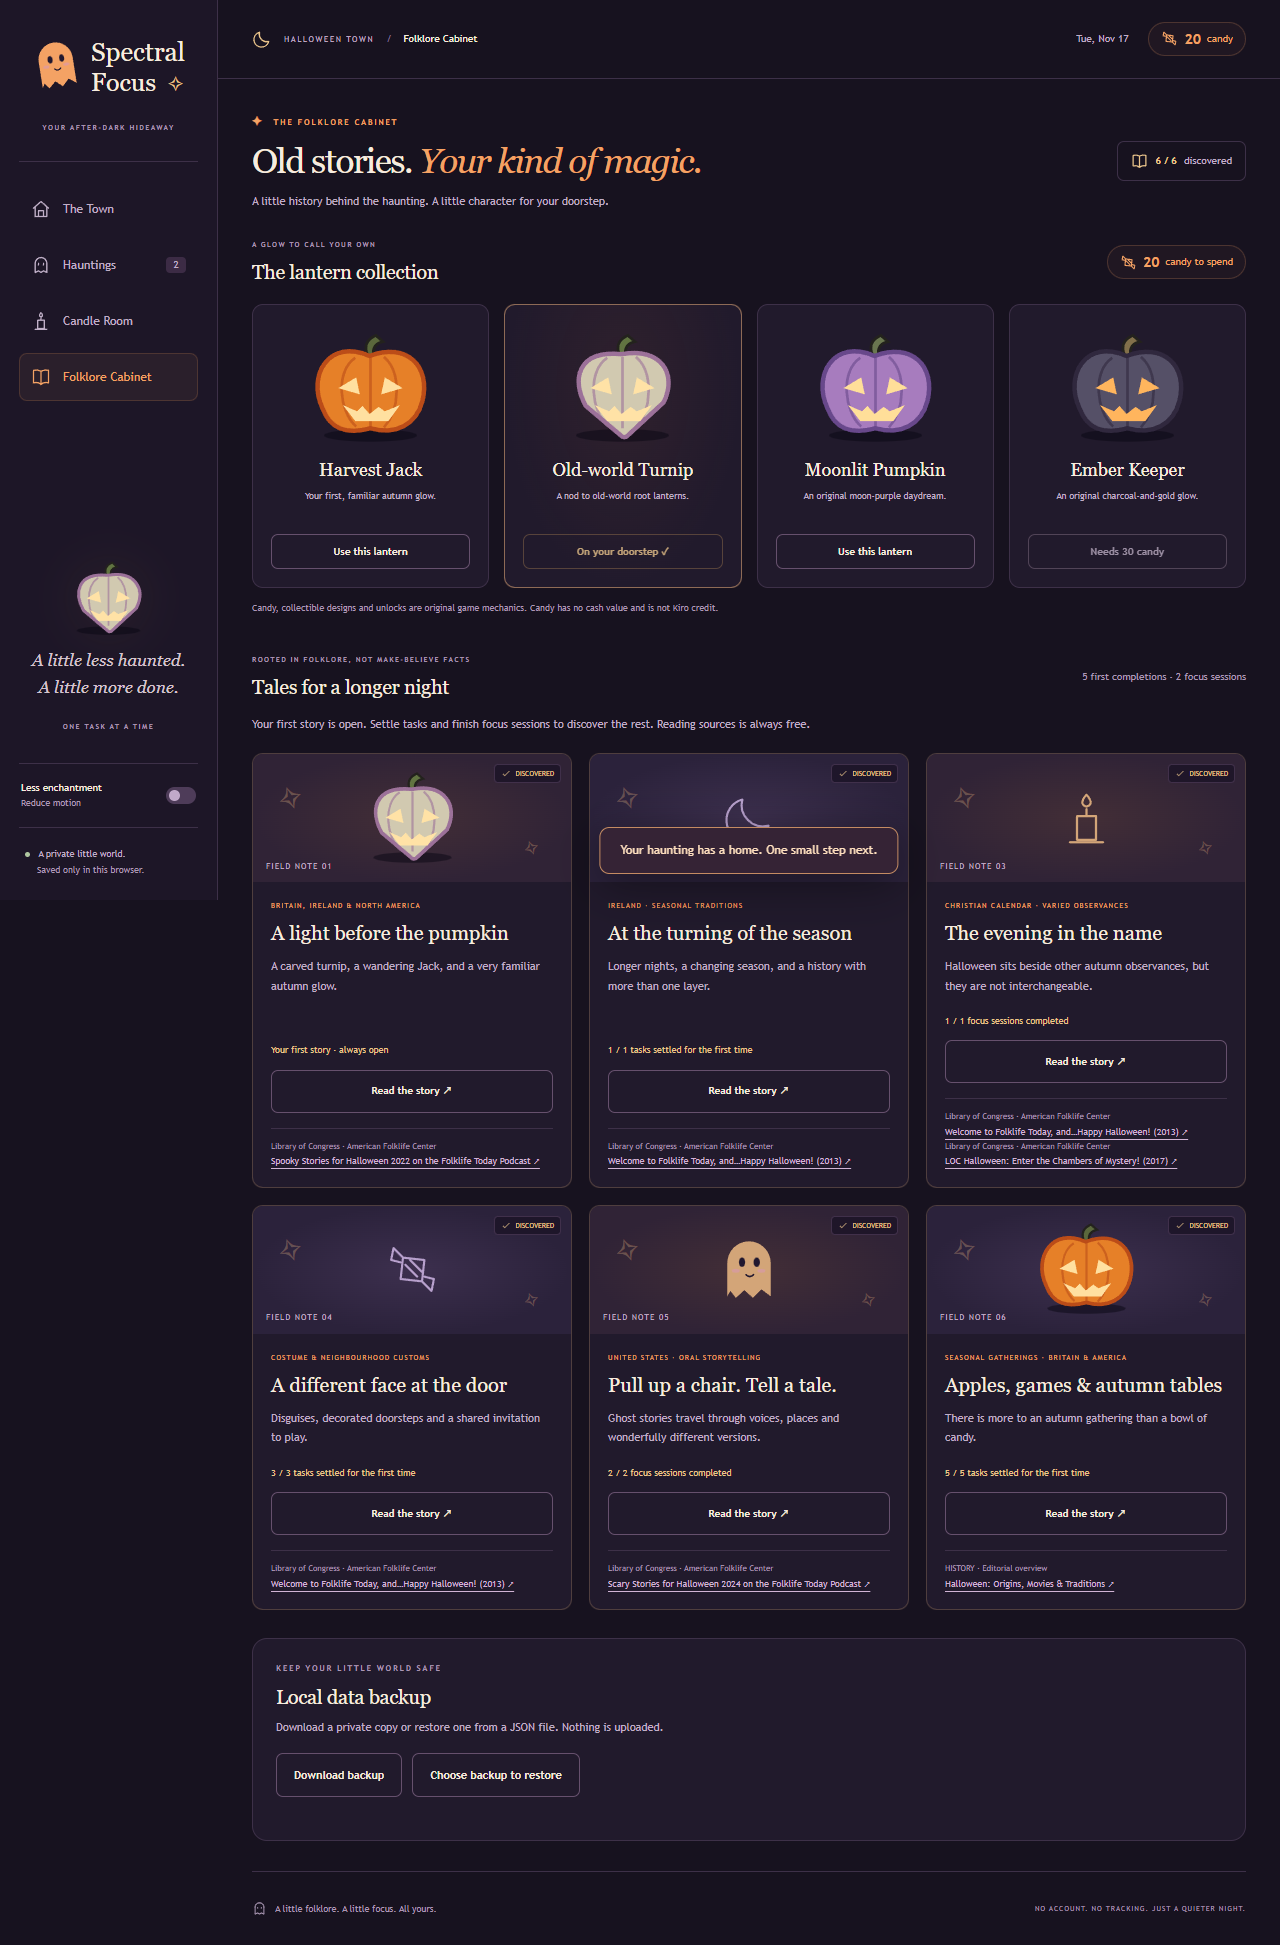 Spectral
Focus
YOUR AFTER-DARK HIDEAWAY
The Town
Hauntings 2
Candle Room
Folklore Cabinet
A little less haunted.
A little more done.
ONE TASK AT A TIME
Less enchantment
Reduce motion
A private little world.
Saved only in this browser.
HALLOWEEN TOWN / Folklore Cabinet
Tue, Nov 17
20 candy
THE FOLKLORE CABINET
Old stories. Your kind of magic.
6 / 6 discovered
A little history behind the haunting. A little character for your doorstep.
A GLOW TO CALL YOUR OWN
The lantern collection
20 candy to spend
Harvest Jack
Your first, familiar autumn glow.
Use this lantern
Old-world Turnip
A nod to old-world root lanterns.
On your doorstep ✓
Moonlit Pumpkin
An original moon-purple daydream.
Use this lantern
Ember Keeper
An original charcoal-and-gold glow.
Needs 30 candy
Candy, collectible designs and unlocks are original game mechanics. Candy has no cash value and is not Kiro credit.
ROOTED IN FOLKLORE, NOT MAKE-BELIEVE FACTS
Tales for a longer night
5 first completions · 2 focus sessions
Your first story is open. Settle tasks and finish focus sessions to discover the rest. Reading sources is always free.
DISCOVERED
FIELD NOTE 01
BRITAIN, IRELAND & NORTH AMERICA
A light before the pumpkin
A carved turnip, a wandering Jack, and a very familiar
autumn glow.
Your first story · always open
Read the story ↗
Library of Congress · American Folklife Center
Spooky Stories for Halloween 2022 on the Folklife Today Podcast ↗
DISCOVERED
Your haunting has a home. One small step next.
IRELAND · SEASONAL TRADITIONS
At the turning of the season
Longer nights, a changing season, and a history with
more than one layer.
1 / 1 tasks settled for the first time
Read the story ↗
Library of Congress · American Folklife Center
Welcome to Folklife Today, and…Happy Halloween! (2013) ↗
DISCOVERED
FIELD NOTE 03
CHRISTIAN CALENDAR · VARIED OBSERVANCES
The evening in the name
Halloween sits beside other autumn observances, but
they are not interchangeable.
1 / 1 focus sessions completed
Read the story ↗
Library of Congress · American Folklife Center
Welcome to Folklife Today, and…Happy Halloween! (2013) ↗
Library of Congress · American Folklife Center
LOC Halloween: Enter the Chambers of Mystery! (2017) ↗
DISCOVERED
FIELD NOTE 04
COSTUME & NEIGHBOURHOOD CUSTOMS
A different face at the door
Disguises, decorated doorsteps and a shared invitation
to play.
3 / 3 tasks settled for the first time
Read the story ↗
Library of Congress · American Folklife Center
Welcome to Folklife Today, and…Happy Halloween! (2013) ↗
DISCOVERED
FIELD NOTE 05
UNITED STATES · ORAL STORYTELLING
Pull up a chair. Tell a tale.
Ghost stories travel through voices, places and
wonderfully different versions.
2 / 2 focus sessions completed
Read the story ↗
Library of Congress · American Folklife Center
Scary Stories for Halloween 2024 on the Folklife Today Podcast ↗
DISCOVERED
FIELD NOTE 06
SEASONAL GATHERINGS · BRITAIN & AMERICA
Apples, games & autumn tables
There is more to an autumn gathering than a bowl of
candy.
5 / 5 tasks settled for the first time
Read the story ↗
HISTORY · Editorial overview
Halloween: Origins, Movies & Traditions ↗
KEEP YOUR LITTLE WORLD SAFE
Local data backup
Download a private copy or restore one from a JSON file. Nothing is uploaded.
Download backup
Choose backup to restore
A little folklore. A little focus. All yours.
NO ACCOUNT. NO TRACKING. JUST A QUIETER NIGHT.